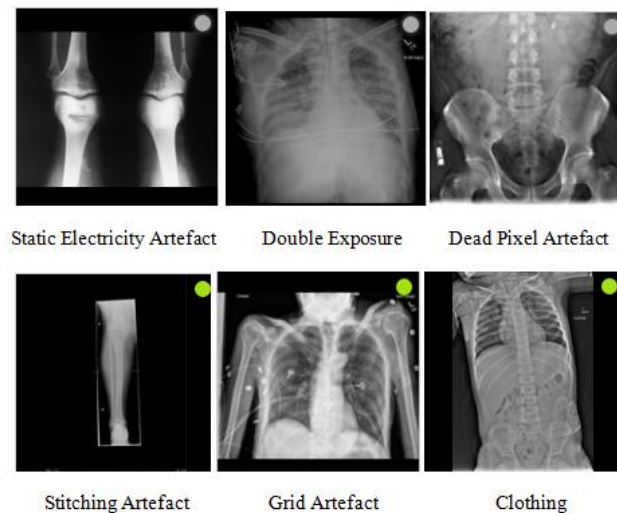 Static Electricity Artefact
Double Exposure
Dead Pixel Artefact
Stitching Artefact
Grid Artefact
Clothing